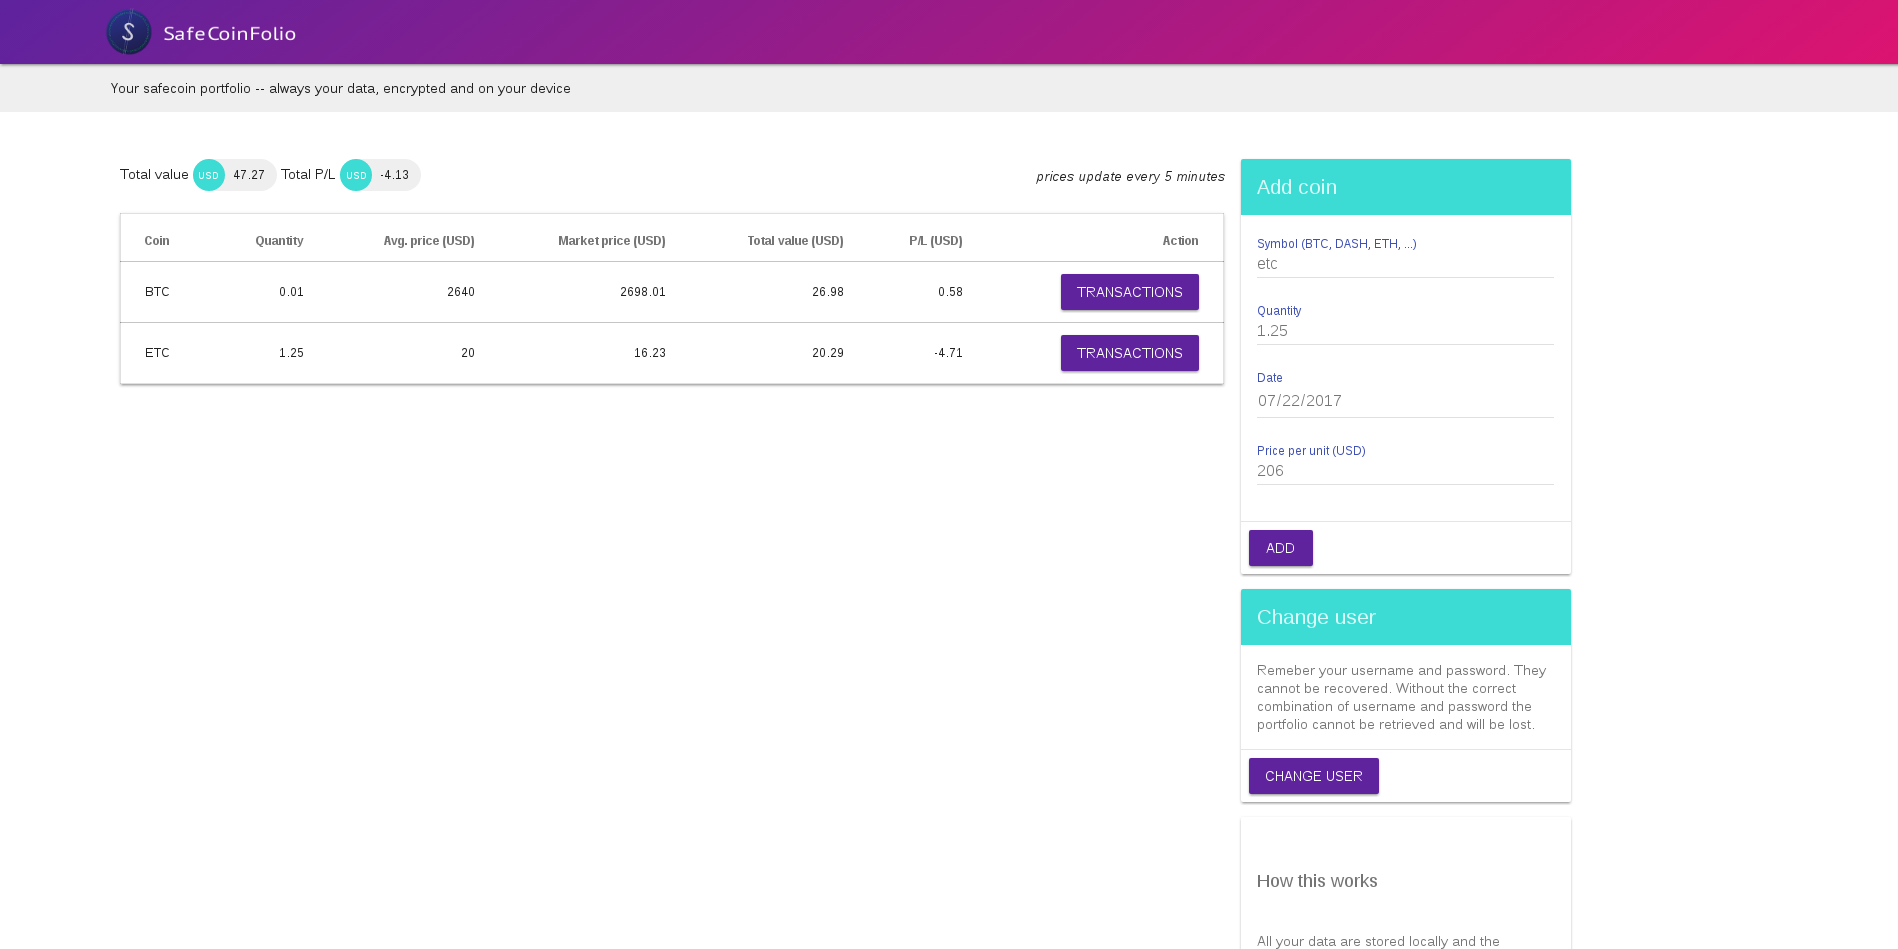 S SafeCoinFolio
Your safecoin portfolio -- always your data, encrypted and on your device
Total value USD 47.27 Total P/L USD -4.13
prices update every 5 minutes
Coin Quantity Avg. price (USD) Market price (USD) Total value (USD) P/L (USD) Action
BTC 0.01 2640 2698.01 26.98 0.58 TRANSACTIONS
ETC 1.25 20 16.23 20.29 -4.71 TRANSACTIONS
Add coin
Symbol (BTC, DASH, ETH, ...)
etc
Quantity
1.25
Date
07/22/2017
Price per unit (USD)
206
ADD
Change user
Remeber your username and password. They
cannot be recovered. Without the correct
combination of username and password the
portfolio cannot be retrieved and will be lost.
CHANGE USER
How this works
All your data are stored locally and the